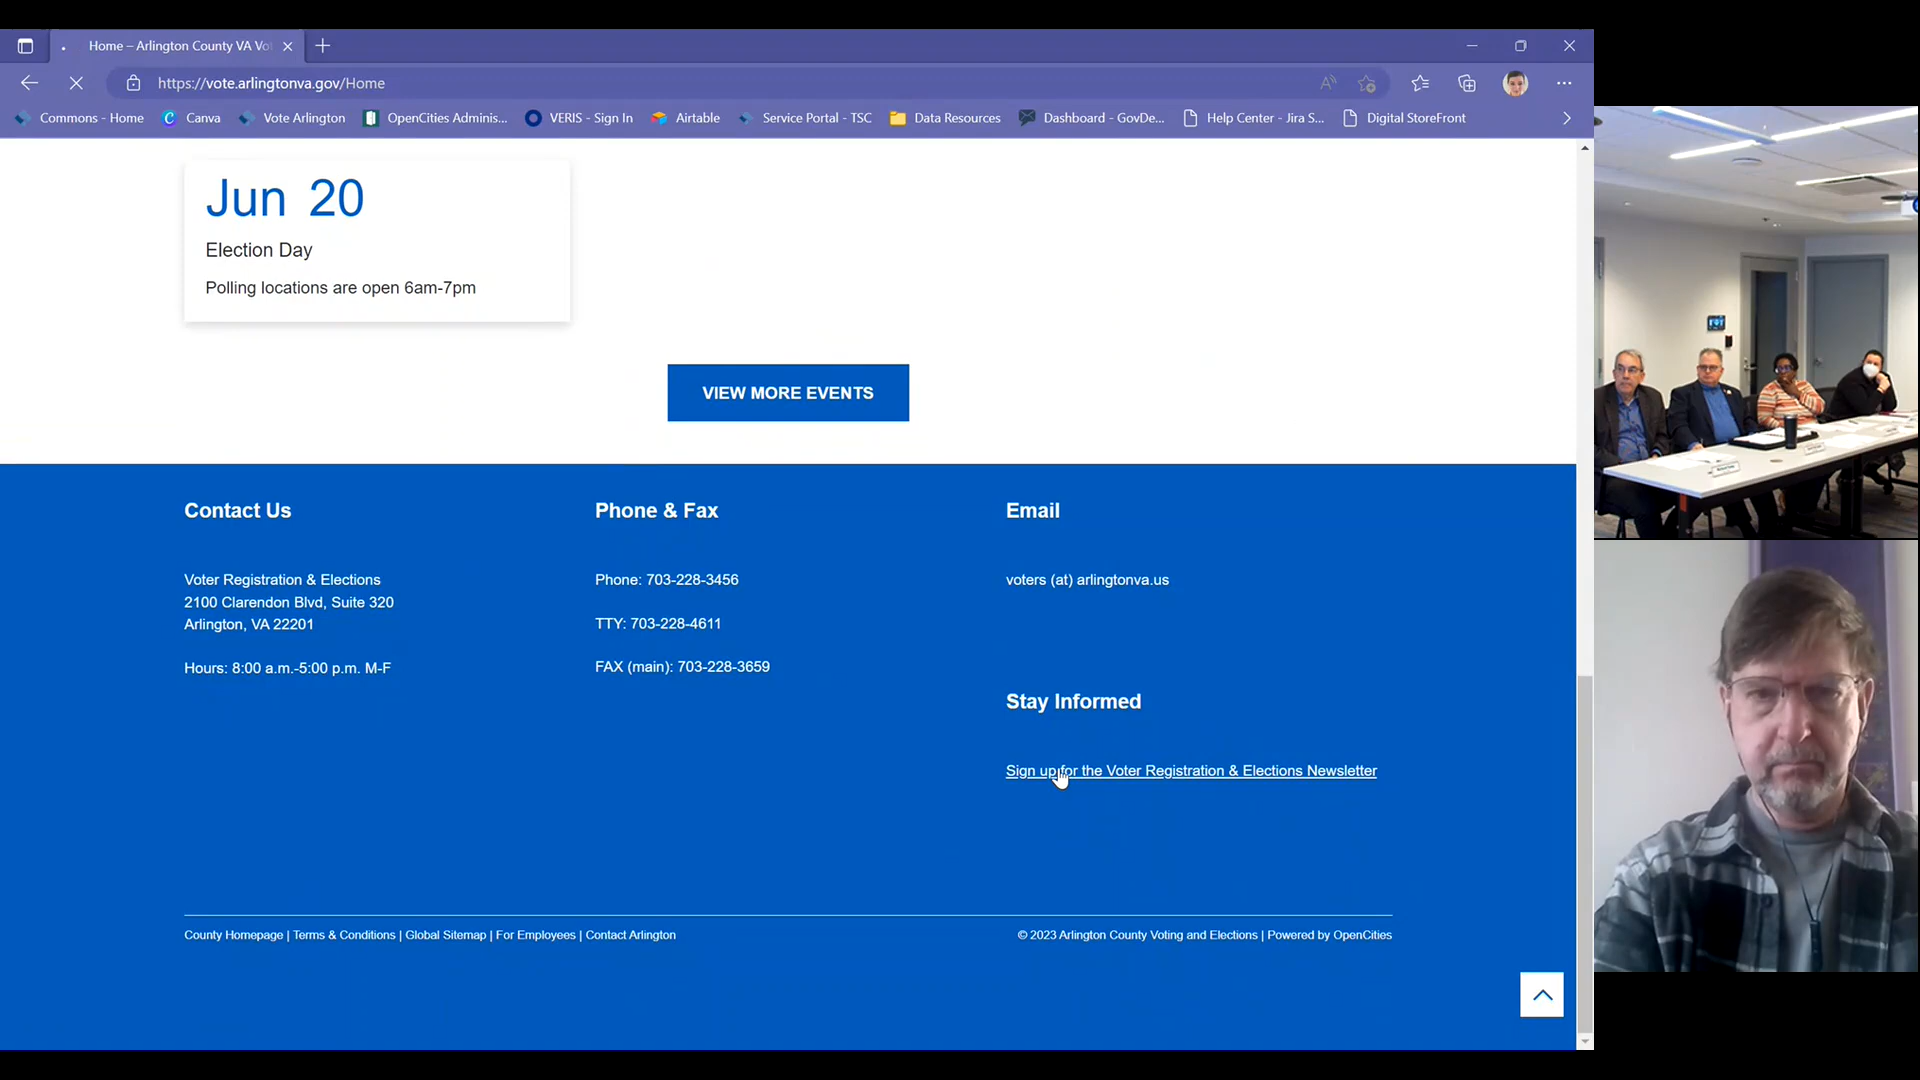 Home – Arlington County VA Vo
https://vote.arlingtonva.gov/Home
Commons - Home
Canva
Vote Arlington
OpenCities Adminis...
VERIS - Sign In
Airtable
Service Portal - TSC
Data Resources
Dashboard - GovDe...
Help Center - Jira S...
Digital StoreFront
Jun 20
Election Day
Polling locations are open 6am-7pm
VIEW MORE EVENTS
Contact Us
Voter Registration & Elections
2100 Clarendon Blvd, Suite 320
Arlington, VA 22201
Hours: 8:00 a.m.-5:00 p.m. M-F
Phone & Fax
Phone: 703-228-3456
TTY: 703-228-4611
FAX (main): 703-228-3659
Email
voters (at) arlingtonva.us
Stay Informed
Sign up for the Voter Registration & Elections Newsletter
County Homepage | Terms & Conditions | Global Sitemap | For Employees | Contact Arlington
© 2023 Arlington County Voting and Elections | Powered by OpenCities